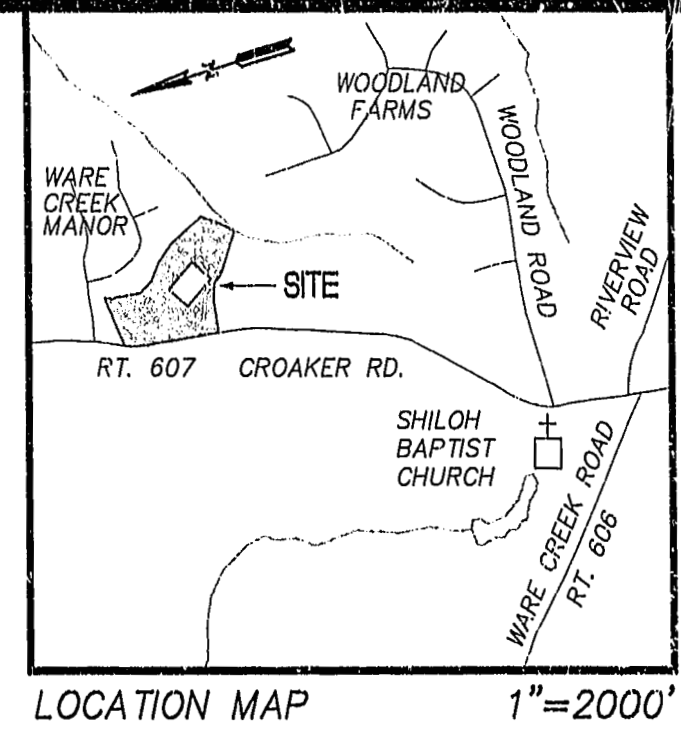 WOODLAND
FARMS
WARE
CREEK
MANOR
WOODLAND ROAD
RIVERVIEW
ROAD
SITE
RT. 607 CROAKER RD.
SHILOH
BAPTIST
CHURCH
WARE CREEK ROAD
RT. 606
LOCATION MAP 1"=2000'